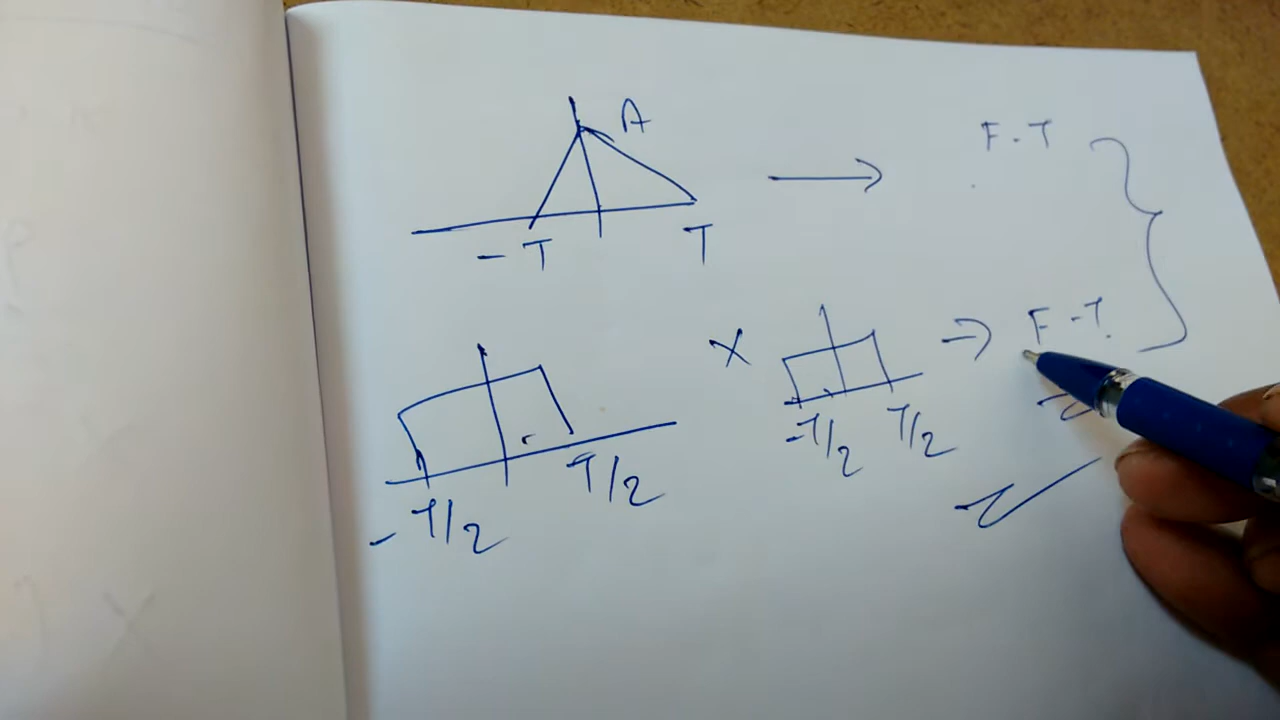 A
F.T
-T T
X
→ F.T
-T/2 T/2
-T/2 T/2